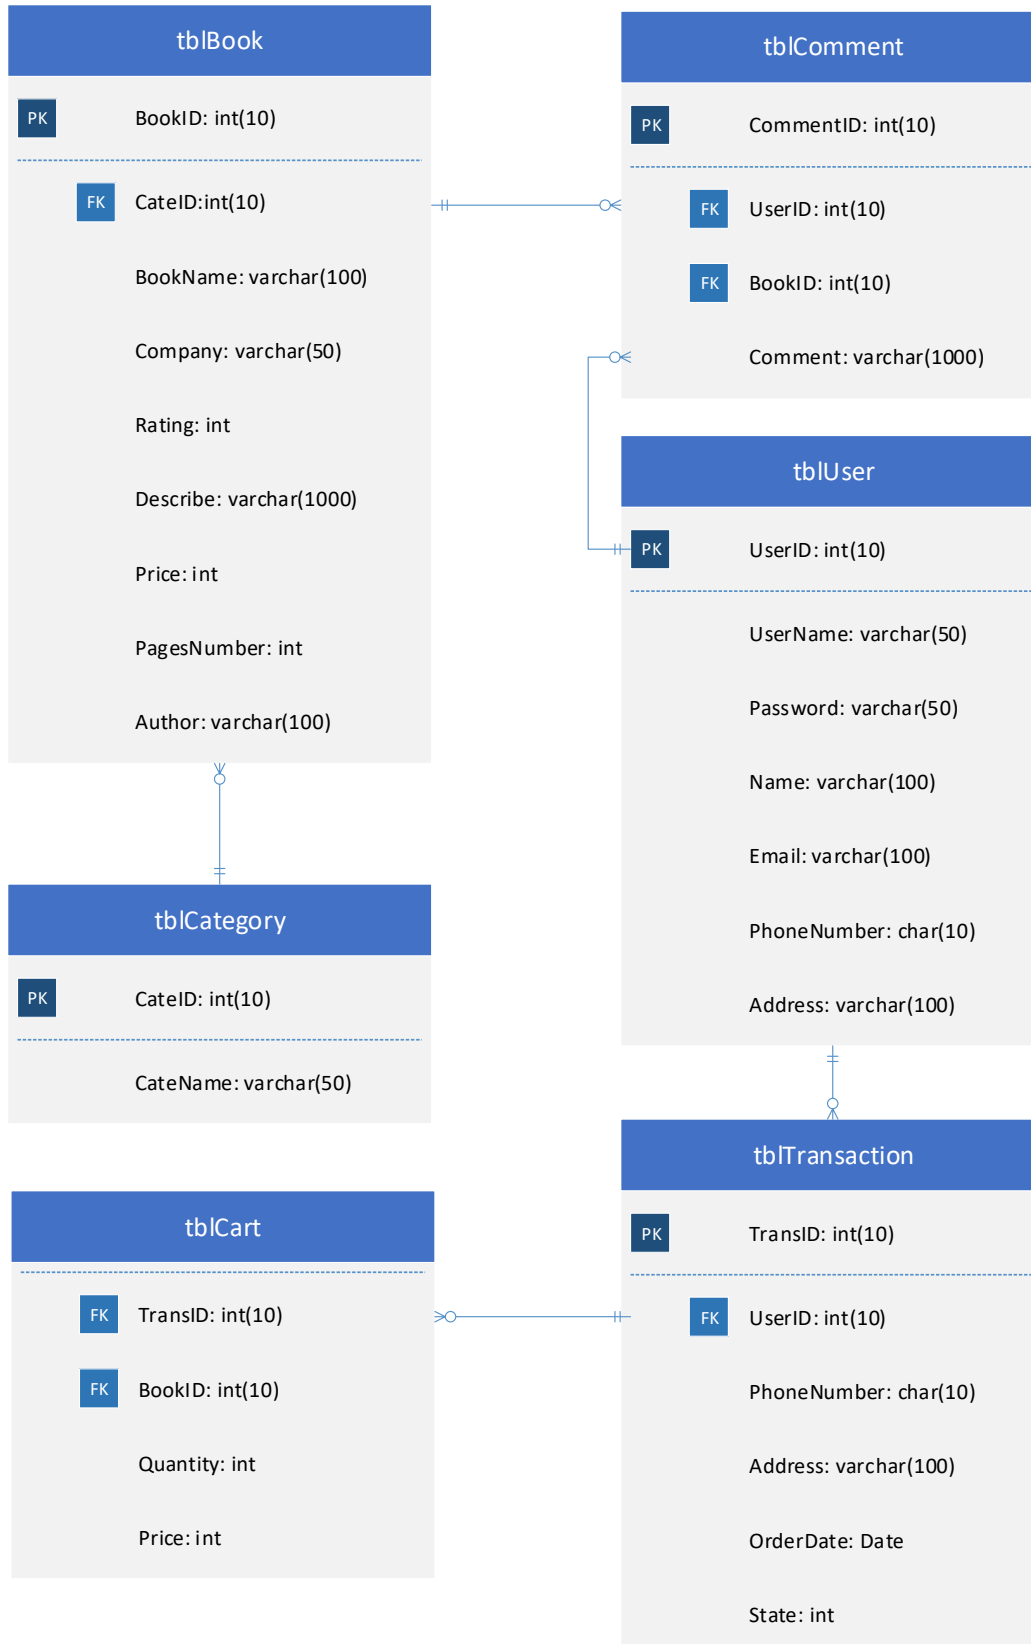 tblBook
PK BookID: int(10)
FK CateID:int(10)
BookName: varchar(100)
Company: varchar(50)
Rating: int
Describe: varchar(1000)
Price: int
PagesNumber: int
Author: varchar(100)
tblComment
PK CommentID: int(10)
FK UserID: int(10)
FK BookID: int(10)
Comment: varchar(1000)
tblUser
PK UserID: int(10)
UserName: varchar(50)
Password: varchar(50)
Name: varchar(100)
Email: varchar(100)
PhoneNumber: char(10)
Address: varchar(100)
tblCategory
PK CateID: int(10)
CateName: varchar(50)
tblTransaction
PK TransID: int(10)
FK UserID: int(10)
PhoneNumber: char(10)
Address: varchar(100)
OrderDate: Date
State: int
tblCart
FK TransID: int(10)
FK BookID: int(10)
Quantity: int
Price: int